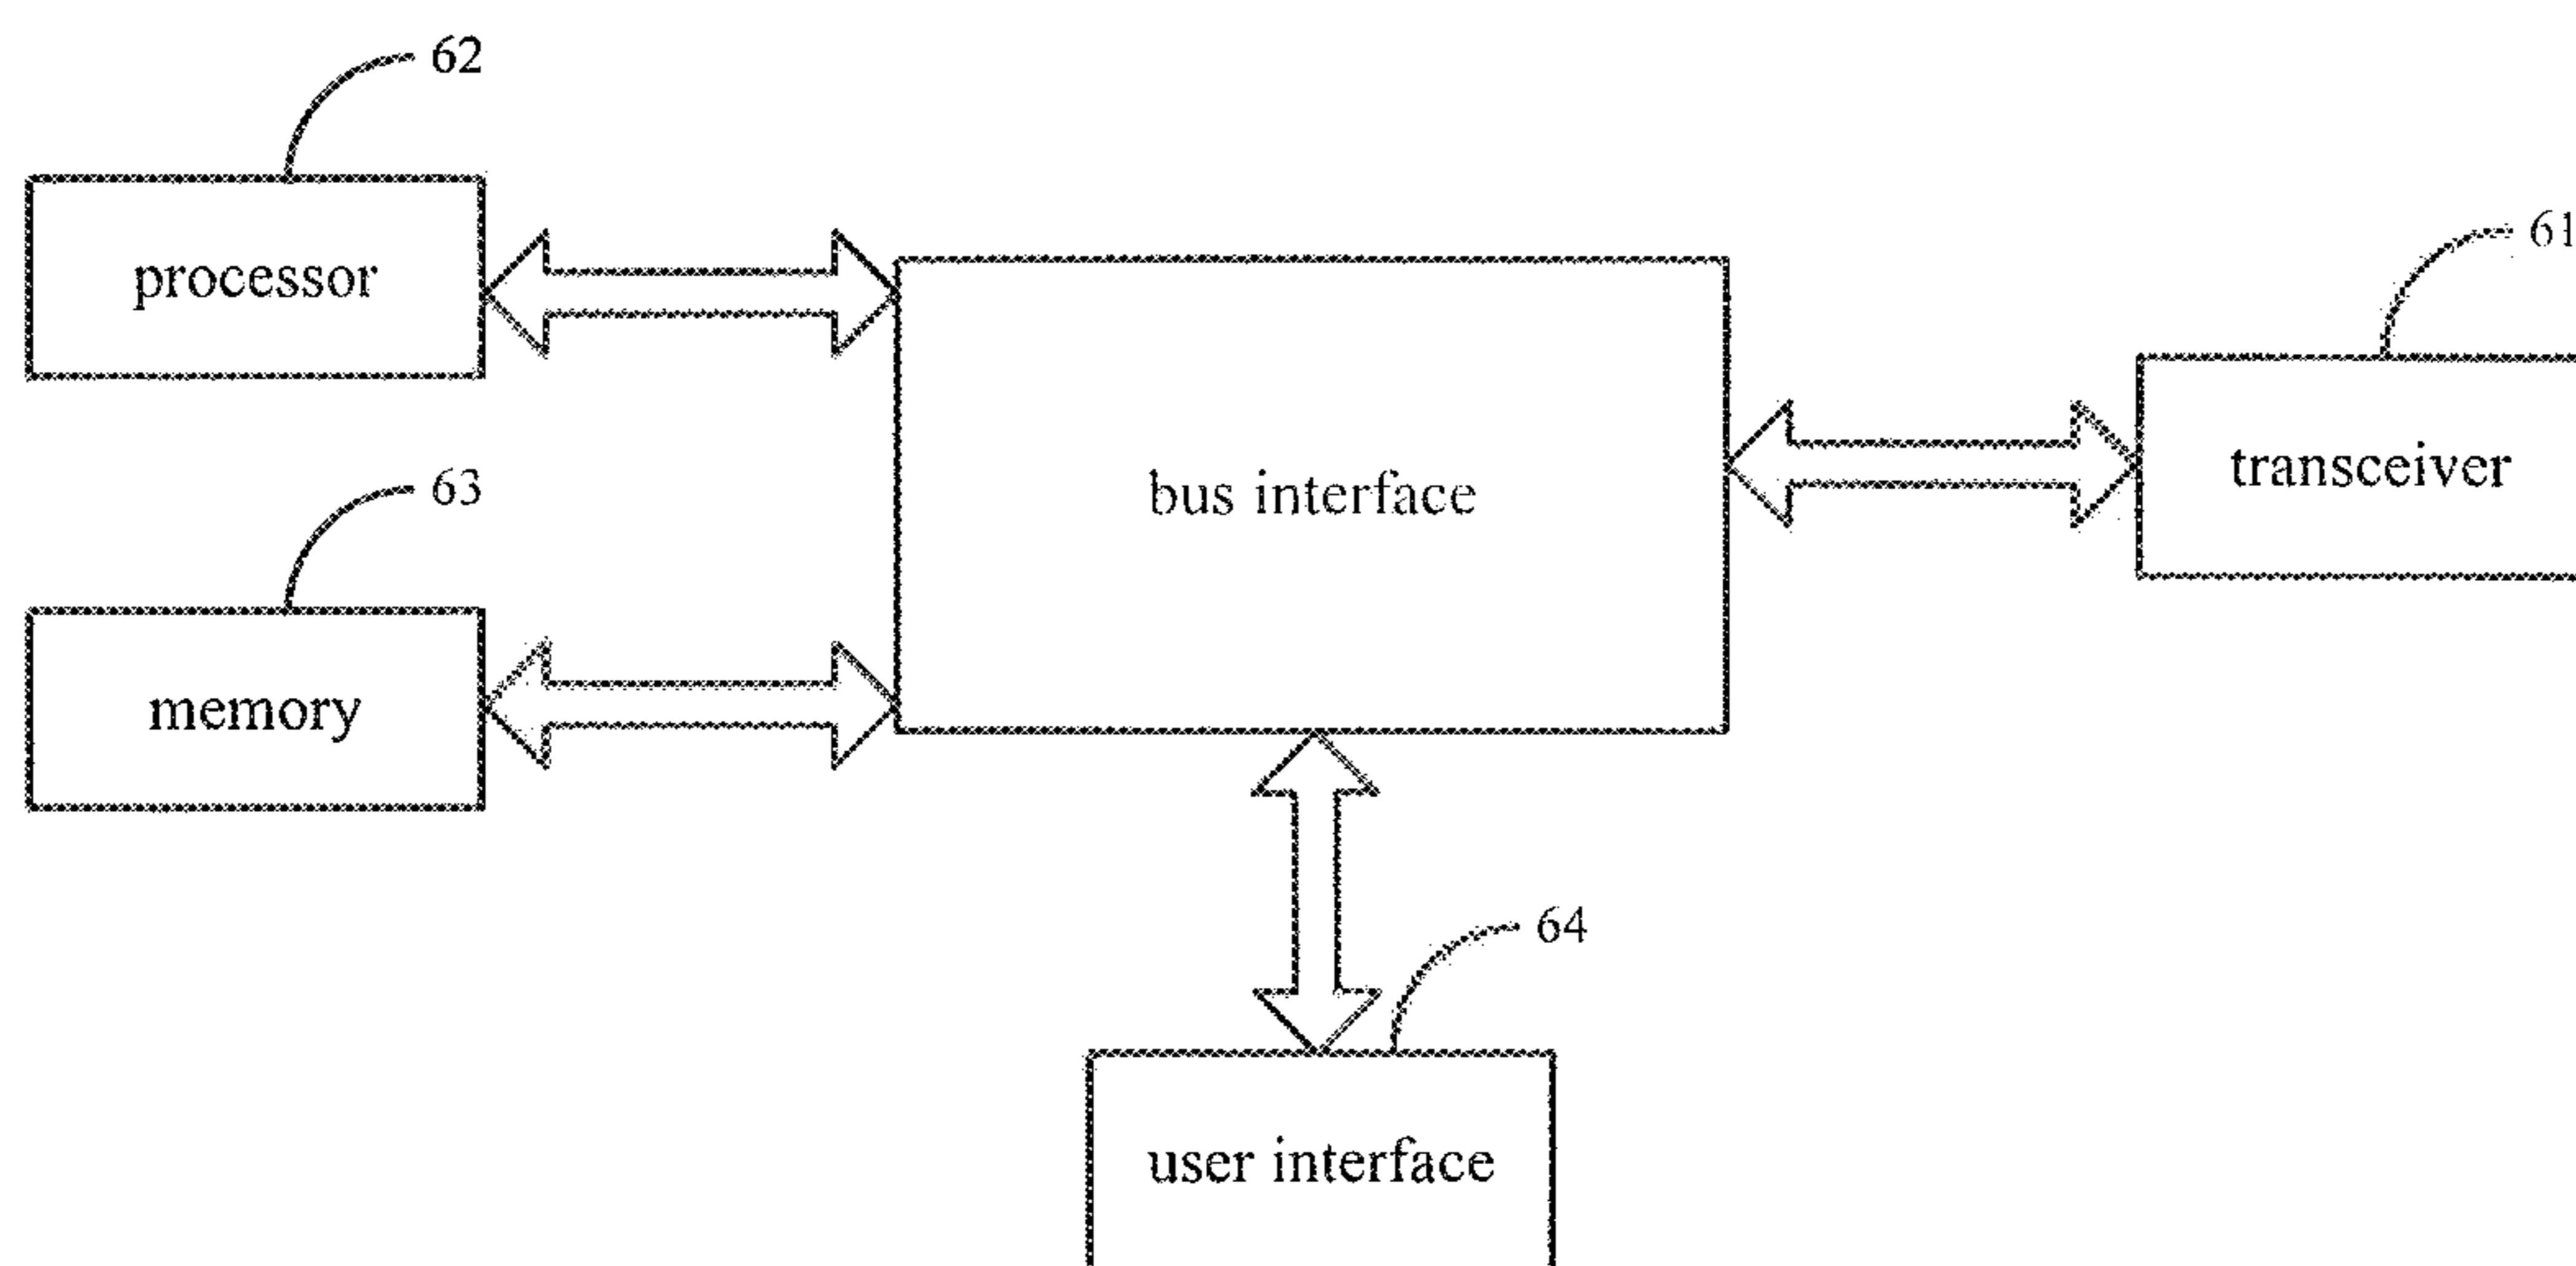 62
processor
61
bus interface
transceiver
63
memory
64
user interface